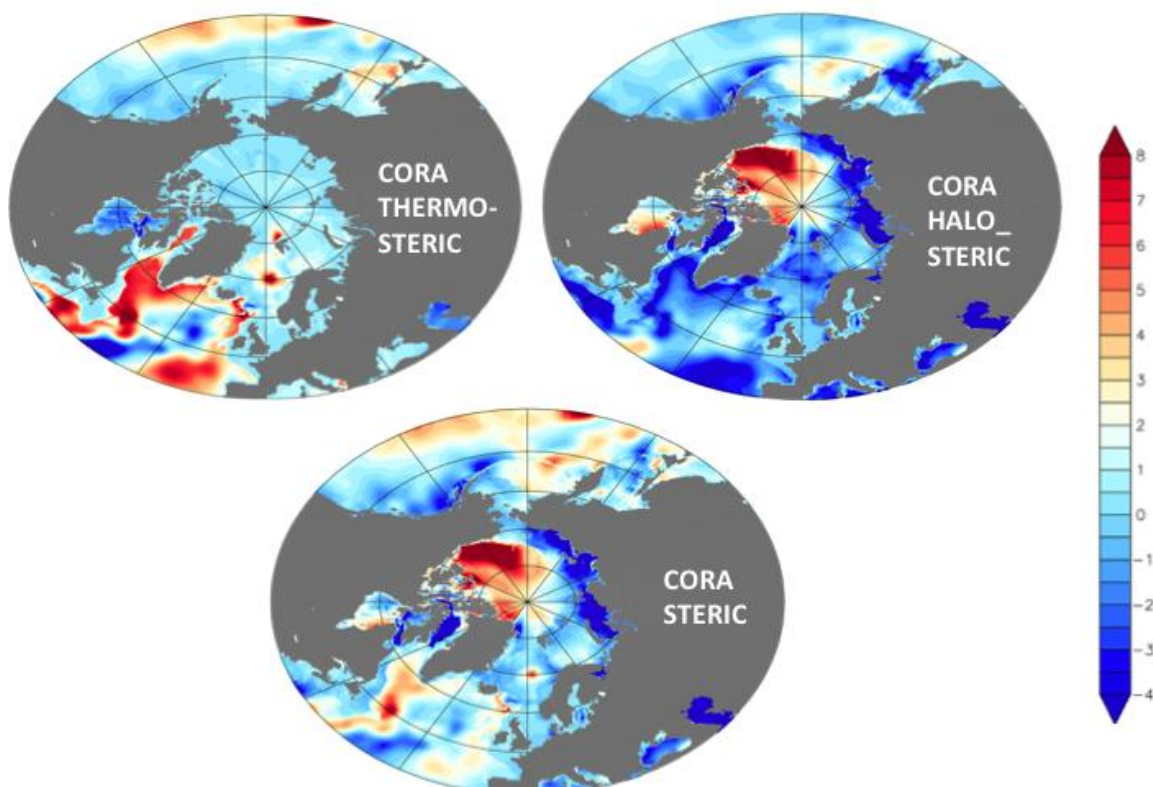 CORA
THERMO-
STERIC
CORA
HALO_
STERIC
CORA
STERIC
8
7
6
5
4
3
2
1
0
-1
-2
-3
-4